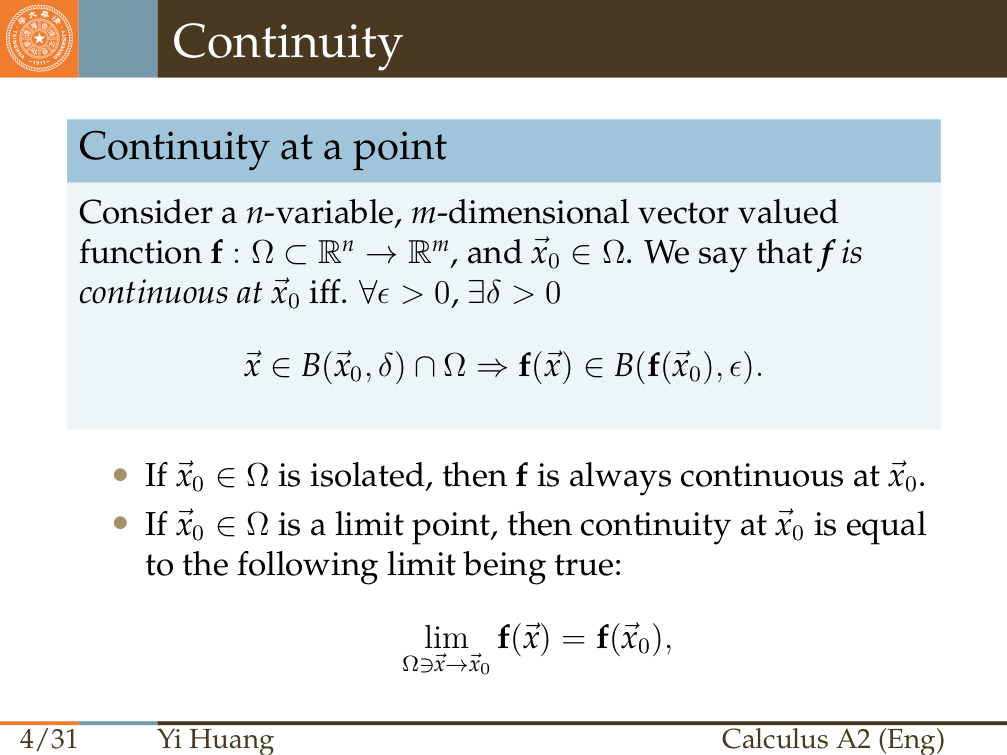 Continuity
Continuity at a point
Consider a n-variable, m-dimensional vector valued
function f : Ω ⊂ ℝⁿ → ℝᵐ, and x⃗₀ ∈ Ω. We say that f is
continuous at x⃗₀ iff. ∀ϵ > 0, ∃δ > 0
x⃗ ∈ B(x⃗₀, δ) ∩ Ω ⇒ f(x⃗) ∈ B(f(x⃗₀), ϵ).
• If x⃗₀ ∈ Ω is isolated, then f is always continuous at x⃗₀.
• If x⃗₀ ∈ Ω is a limit point, then continuity at x⃗₀ is equal
to the following limit being true:
lim f(x⃗) = f(x⃗₀),
Ω∋x⃗→x⃗₀
4/31 Yi Huang Calculus A2 (Eng)